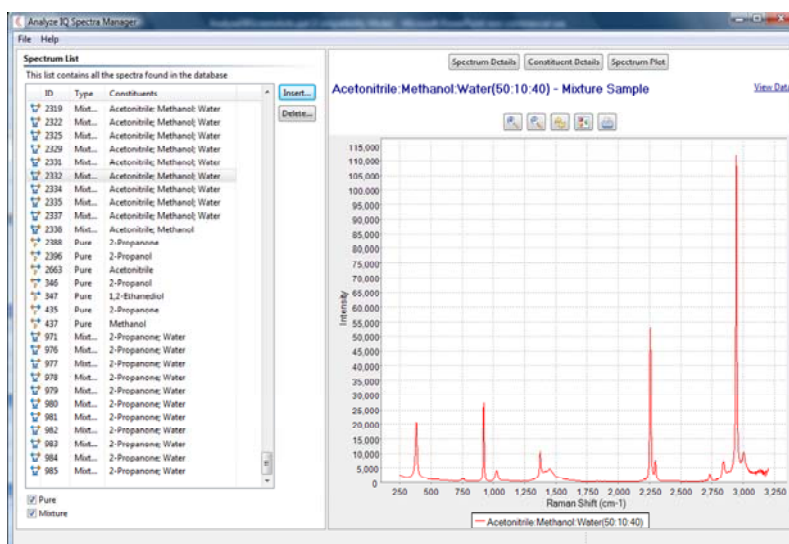 Analyze IQ Spectra Manager
File Help
Spectrum List
This list contains all the spectra found in the database
ID Type Constituents
2319 Mixt... Acetonitrile; Methanol; Water
2322 Mixt... Acetonitrile; Methanol; Water
2325 Mixt... Acetonitrile; Methanol; Water
2329 Mixt... Acetonitrile; Methanol; Water
2331 Mixt... Acetonitrile; Methanol; Water
2332 Mixt... Acetonitrile; Methanol; Water
2334 Mixt... Acetonitrile; Methanol; Water
2335 Mixt... Acetonitrile; Methanol; Water
2337 Mixt... Acetonitrile; Methanol; Water
2338 Mixt... Acetonitrile; Methanol
2388 Pure 2-Propanone
2396 Pure 2-Propanol
2663 Pure Acetonitrile
346 Pure 2-Propanol
347 Pure 1,2-Ethanediol
435 Pure 2-Propanone
437 Pure Methanol
971 Mixt... 2-Propanone; Water
976 Mixt... 2-Propanone; Water
977 Mixt... 2-Propanone; Water
978 Mixt... 2-Propanone; Water
979 Mixt... 2-Propanone; Water
980 Mixt... 2-Propanone; Water
981 Mixt... 2-Propanone; Water
982 Mixt... 2-Propanone; Water
983 Mixt... 2-Propanone; Water
984 Mixt... 2-Propanone; Water
985 Mixt... 2-Propanone; Water
Pure
Mixture
Insert...
Delete...
Spectrum Details Constituent Details Spectrum Plot
Acetonitrile:Methanol:Water(50:10:40) - Mixture Sample
View Data
115,000
110,000
105,000
100,000
95,000
90,000
85,000
80,000
75,000
70,000
65,000
60,000
55,000
50,000
45,000
40,000
35,000
30,000
25,000
20,000
15,000
10,000
5,000
0
Intensity
250 500 750 1,000 1,250 1,500 1,750 2,000 2,250 2,500 2,750 3,000 3,250
Raman Shift (cm-1)
Acetonitrile:Methanol:Water(50:10:40)